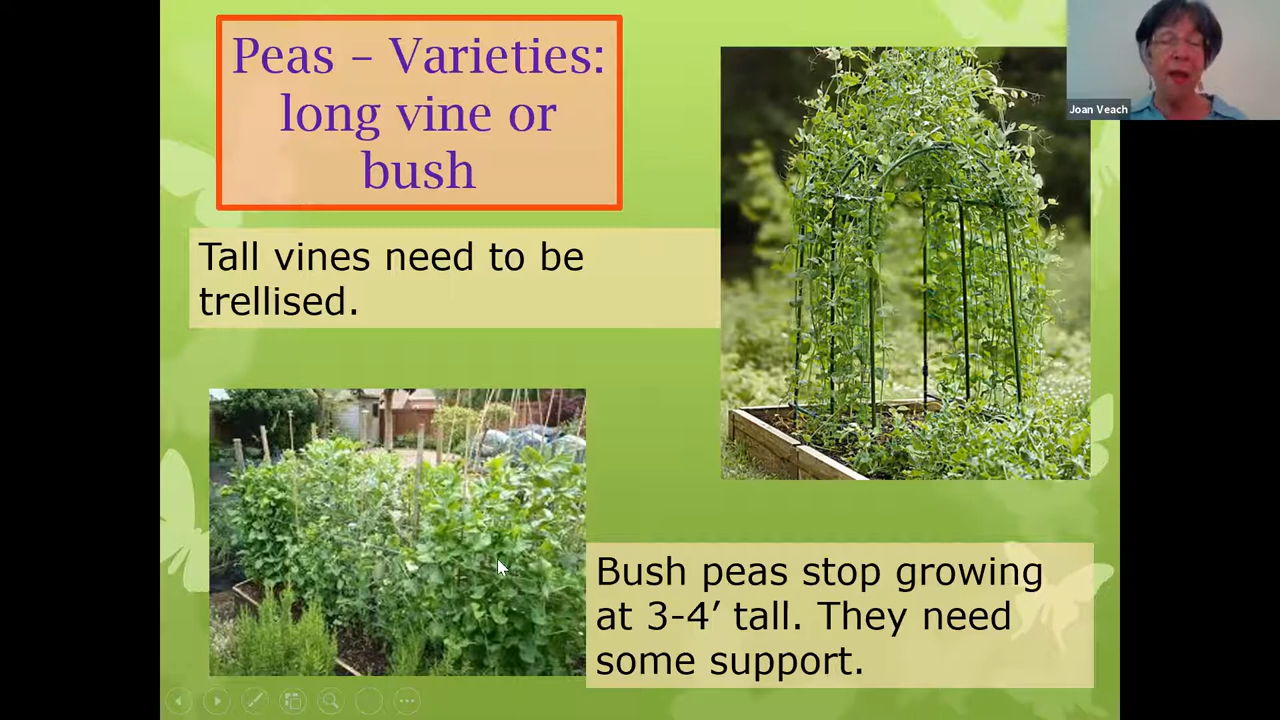 Peas – Varieties:
long vine or
bush
Joan Veach
Tall vines need to be
trellised.
Bush peas stop growing
at 3-4’ tall. They need
some support.